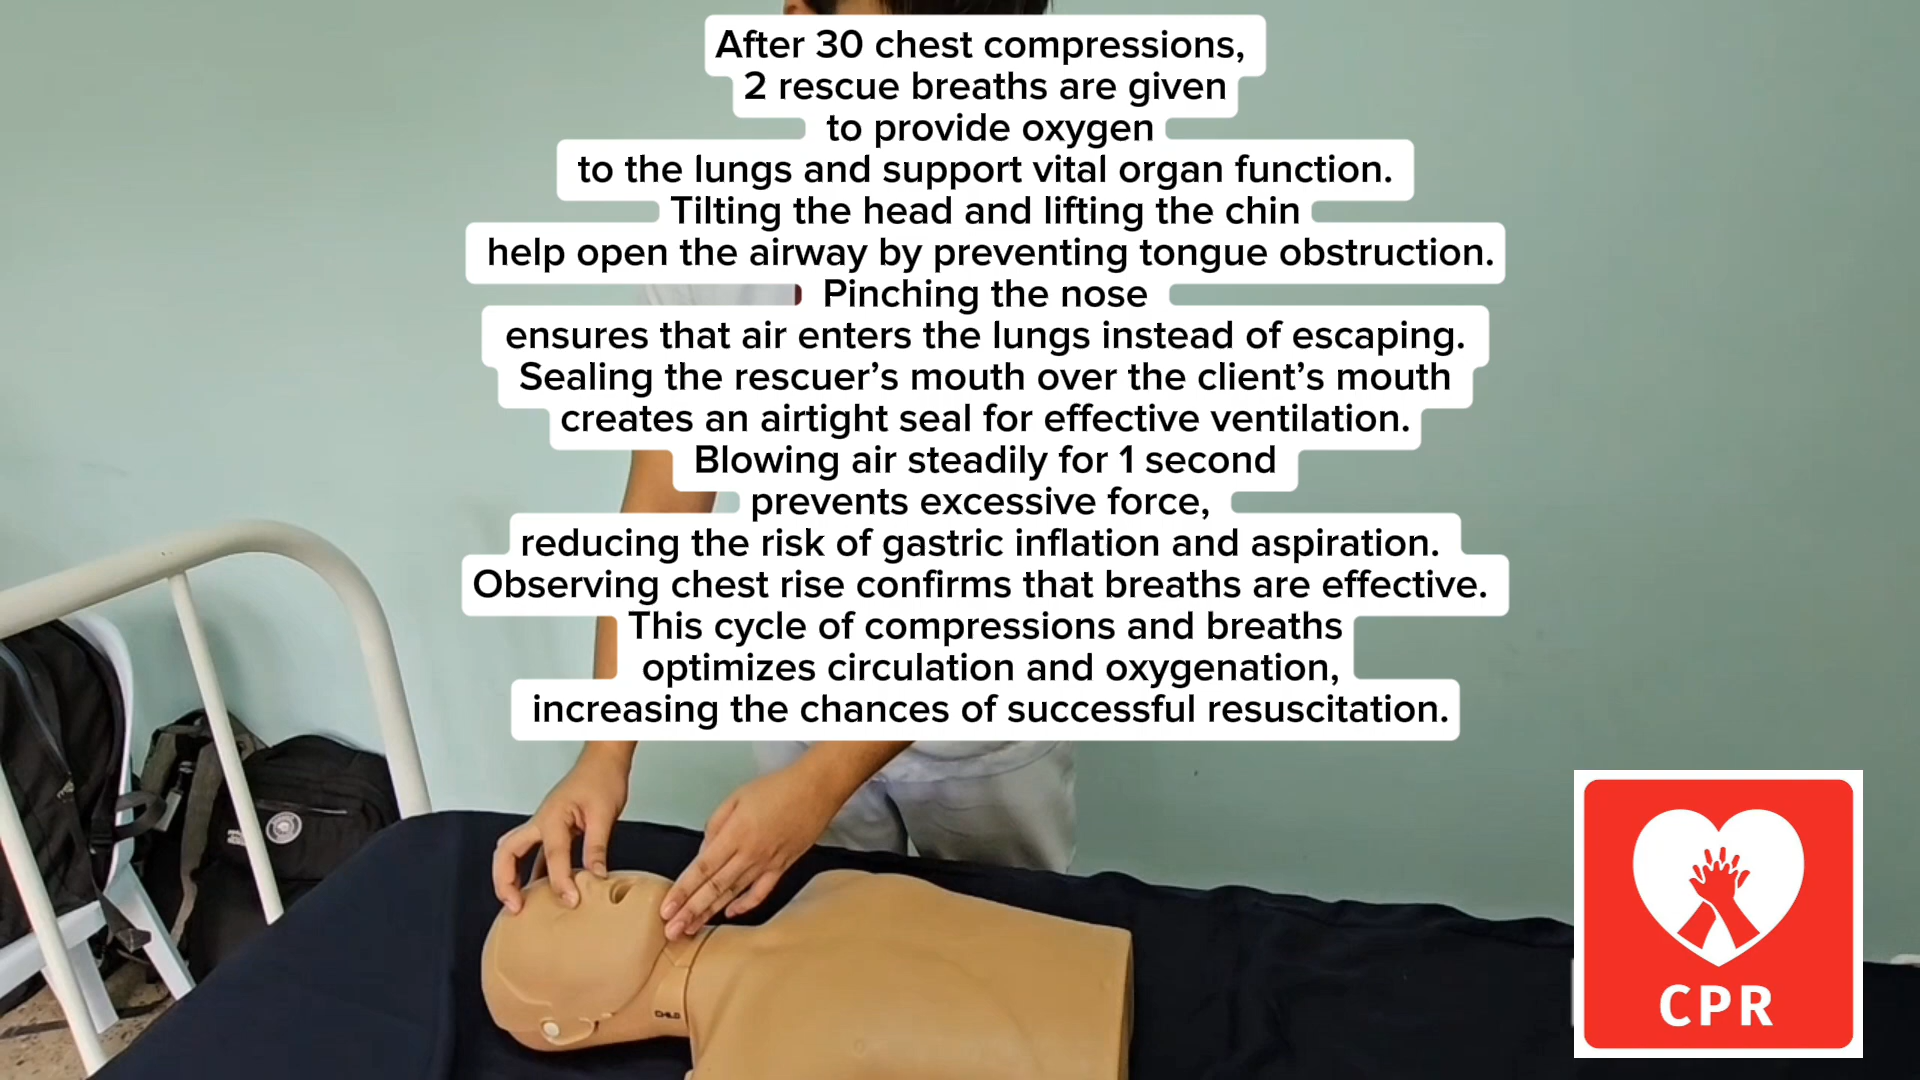 After 30 chest compressions,
2 rescue breaths are given
to provide oxygen
to the lungs and support vital organ function.
Tilting the head and lifting the chin
help open the airway by preventing tongue obstruction.
Pinching the nose
ensures that air enters the lungs instead of escaping.
Sealing the rescuer’s mouth over the client’s mouth
creates an airtight seal for effective ventilation.
Blowing air steadily for 1 second
prevents excessive force,
reducing the risk of gastric inflation and aspiration.
Observing chest rise confirms that breaths are effective.
This cycle of compressions and breaths
optimizes circulation and oxygenation,
increasing the chances of successful resuscitation.
CHILD
CPR